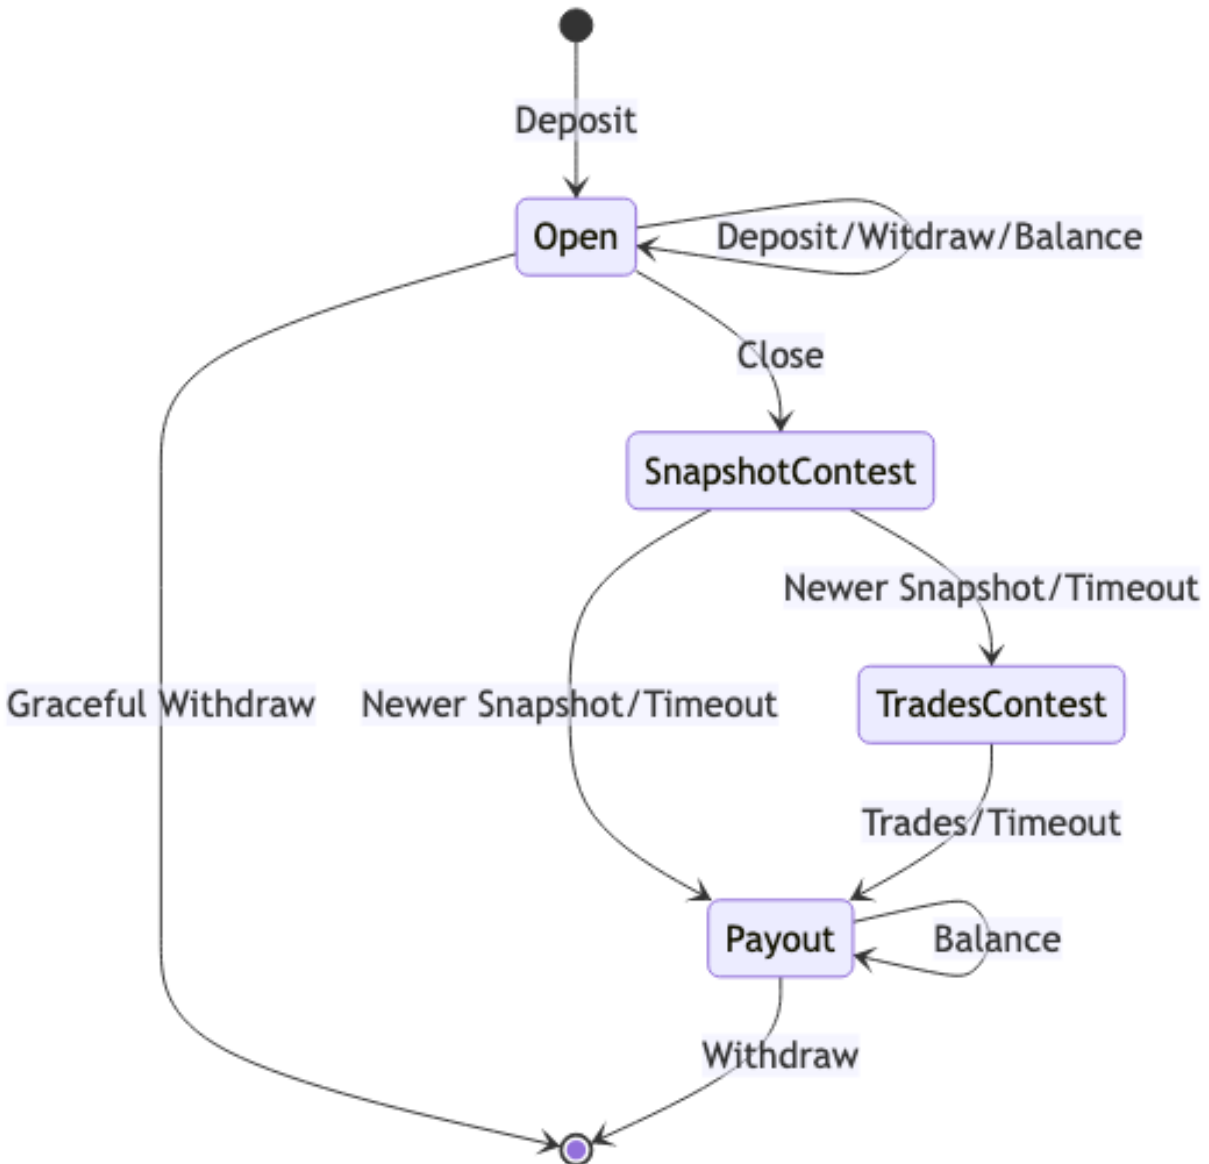 Deposit
Open
Deposit/Witdraw/Balance
Close
SnapshotContest
Newer Snapshot/Timeout
Graceful Withdraw
Newer Snapshot/Timeout
TradesContest
Trades/Timeout
Payout
Balance
Withdraw